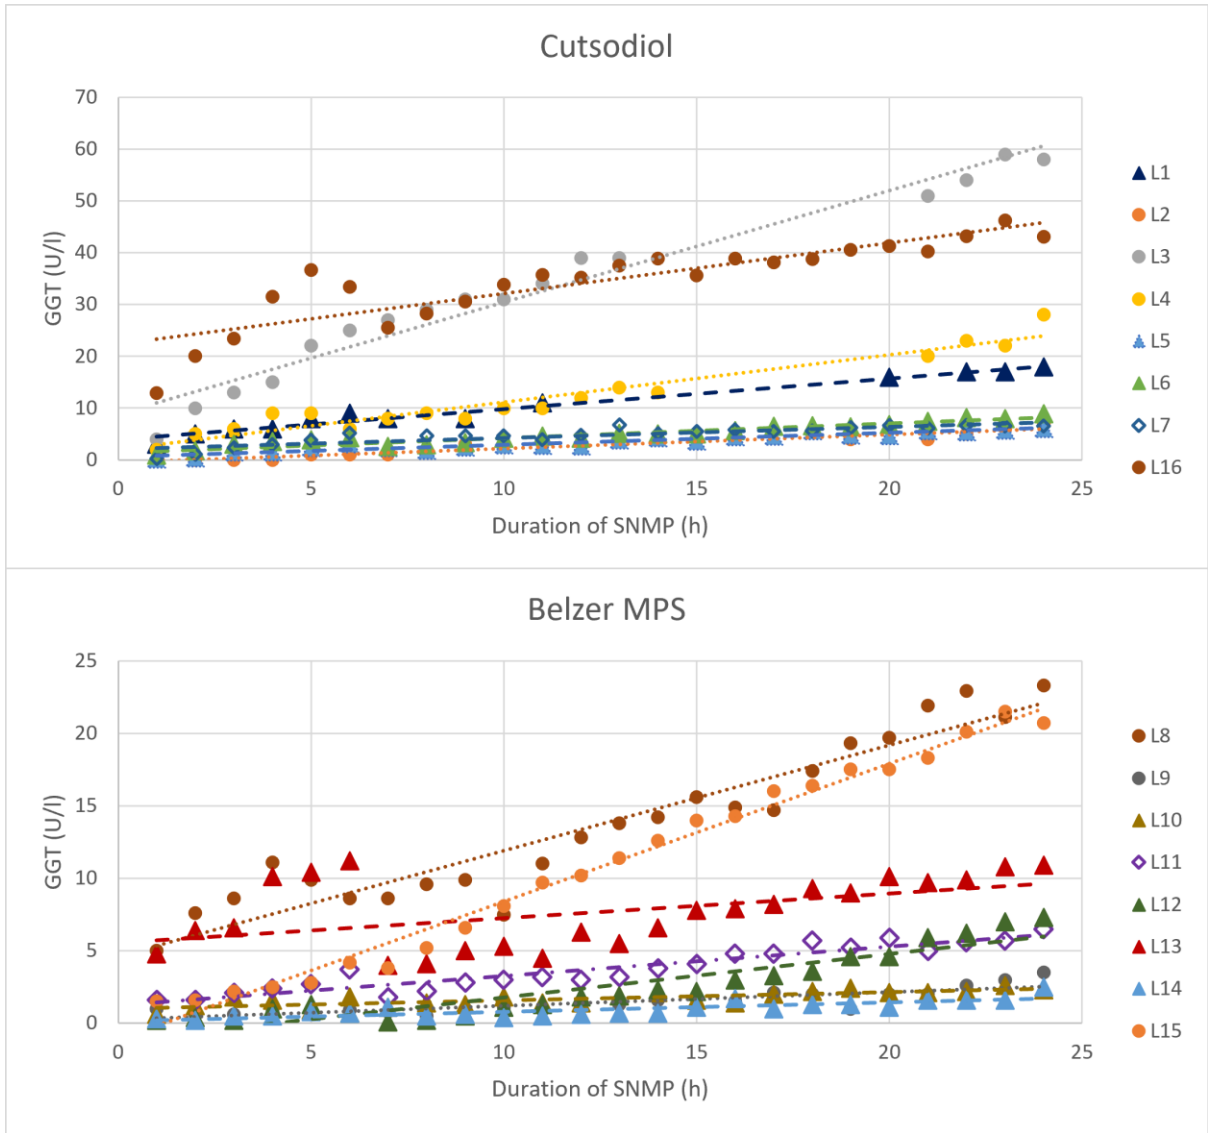 Cutsodiol
70
60
50
40
30
20
10
0
GGT (U/l)
0 5 10 15 20 25
Duration of SNMP (h)
L1
L2
L3
L4
L5
L6
L7
L16
Belzer MPS
25
20
15
10
5
0
GGT (U/l)
0 5 10 15 20 25
Duration of SNMP (h)
L8
L9
L10
L11
L12
L13
L14
L15